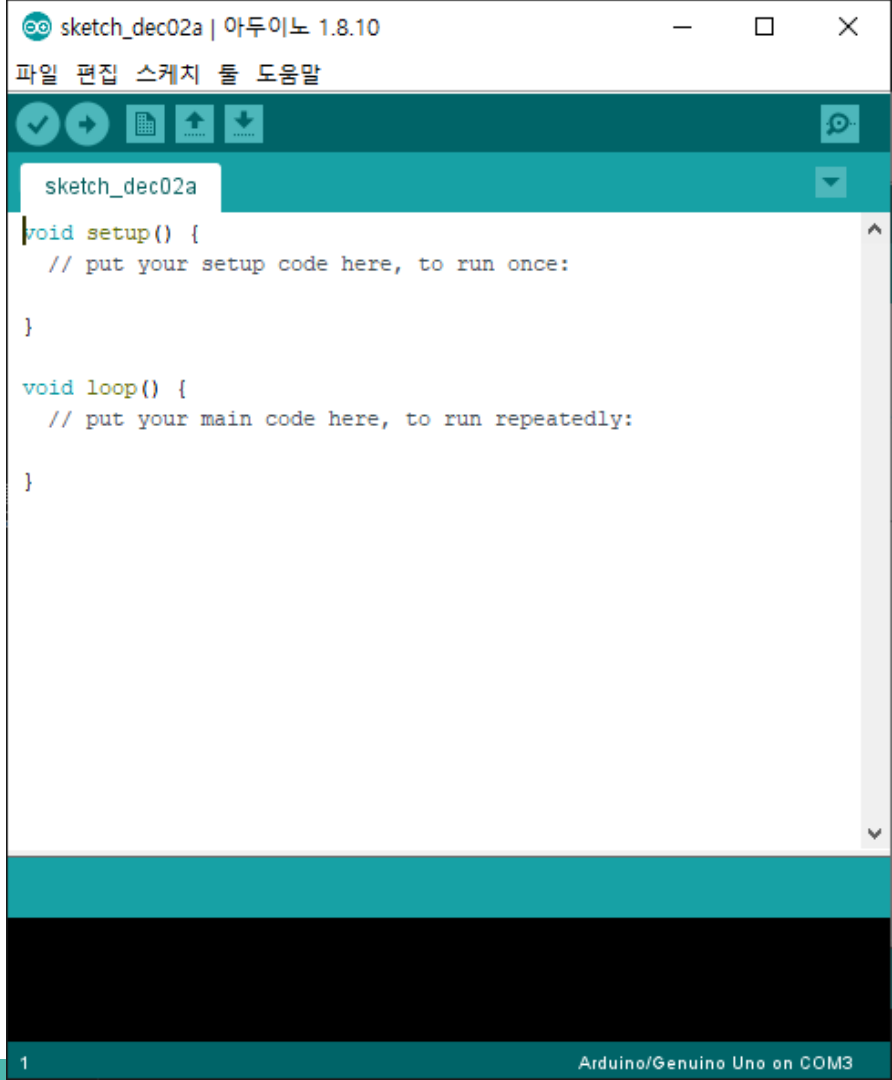 sketch_dec02a | 아두이노 1.8.10
파일 편집 스케치 툴 도움말
sketch_dec02a
void setup() {
  // put your setup code here, to run once:
}
void loop() {
  // put your main code here, to run repeatedly:
}
1 Arduino/Genuino Uno on COM3